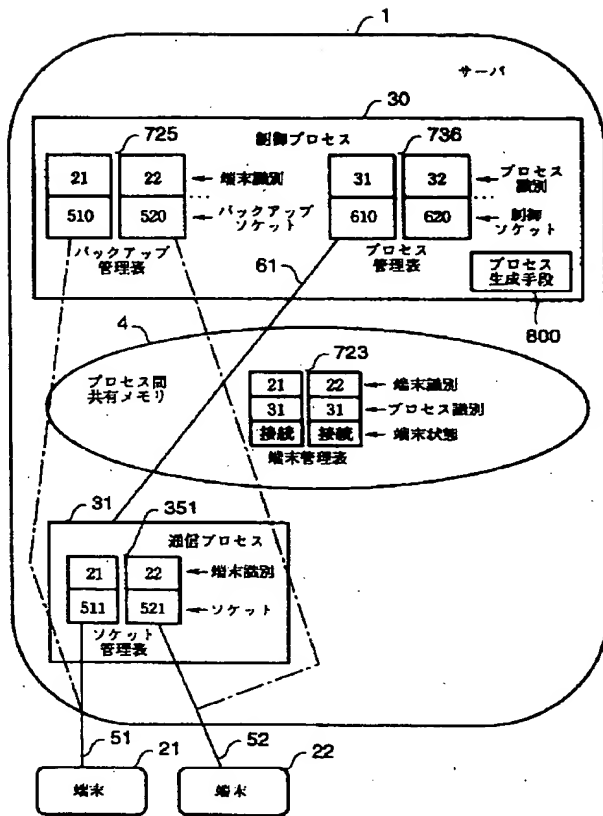 1
サーバ
30
制御プロセス
725
736
21 22 端末識別
31 32 プロセス識別
510 520 バックアップソケット
610 620 制御ソケット
バックアップ管理表
プロセス管理表
プロセス生成手段
800
61
4
プロセス間共有メモリ
723
21 22 端末識別
31 31 プロセス識別
接続 接続 端末状態
端末管理表
31
351
通信プロセス
21 22 端末識別
511 521 ソケット
ソケット管理表
51
21
52
22
端末
端末